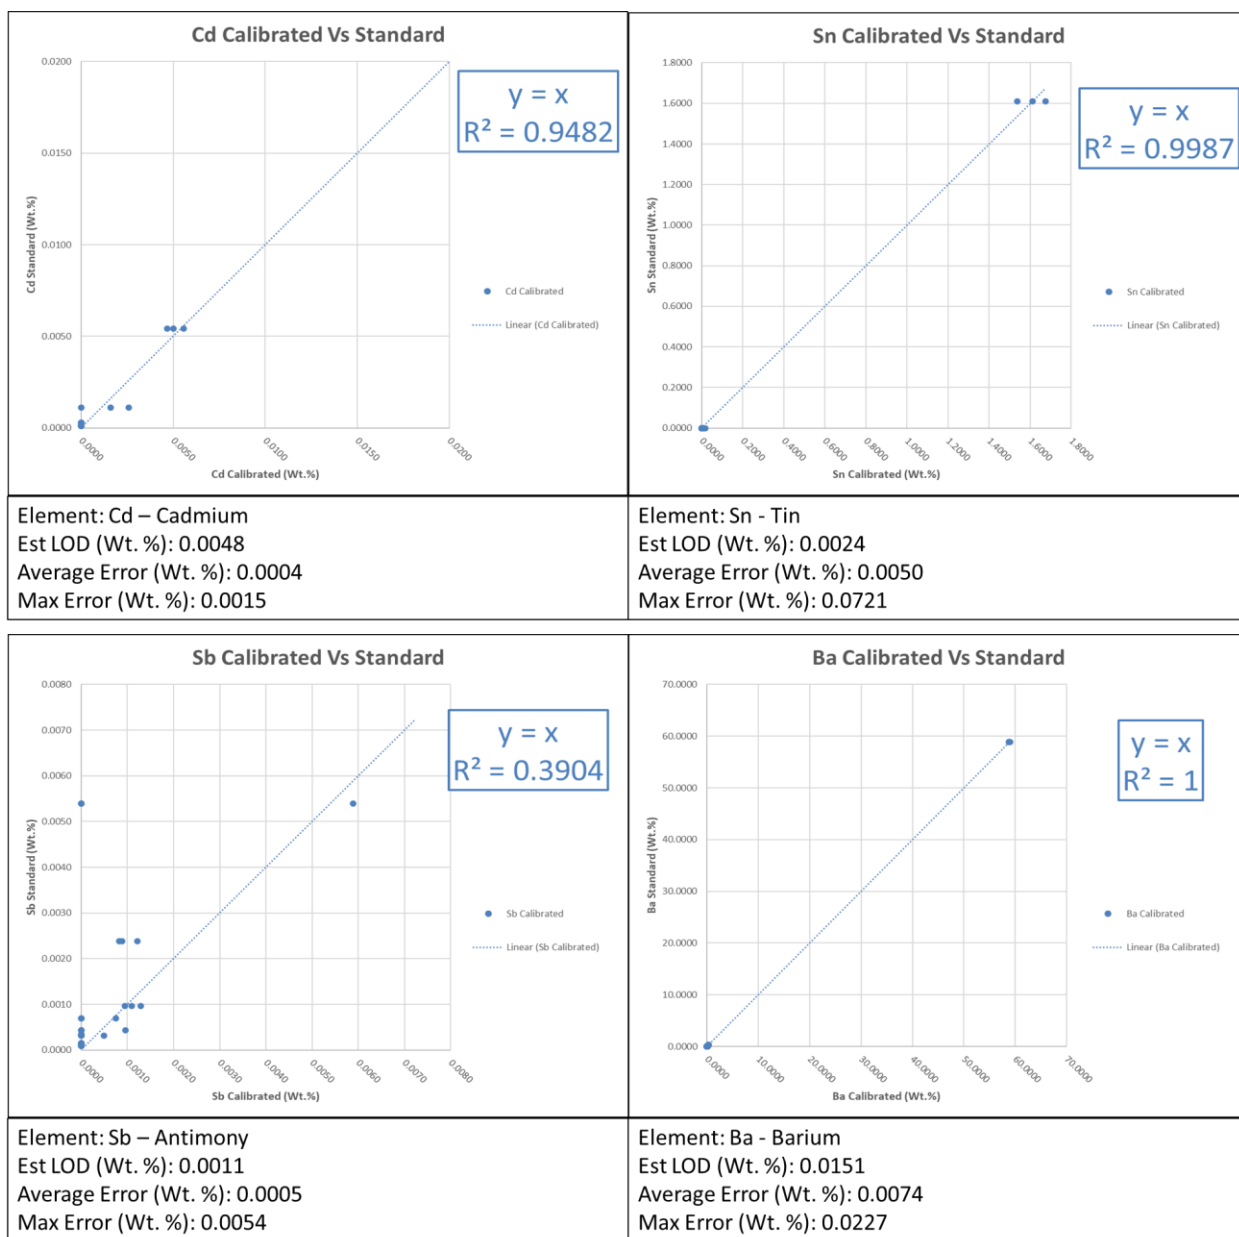 Cd Calibrated Vs Standard
0.0200
0.0150
0.0100
0.0050
0.0000
Cd Standard (Wt.%)
0.0000
0.0050
0.0100
0.0150
0.0200
Cd Calibrated (Wt.%)
y = x
R² = 0.9482
Cd Calibrated
Linear (Cd Calibrated)
Sn Calibrated Vs Standard
1.8000
1.6000
1.4000
1.2000
1.0000
0.8000
0.6000
0.4000
0.2000
0.0000
Sn Standard (Wt.%)
0.0000
0.2000
0.4000
0.6000
0.8000
1.0000
1.2000
1.4000
1.6000
1.8000
Sn Calibrated (Wt.%)
y = x
R² = 0.9987
Sn Calibrated
Linear (Sn Calibrated)
Element: Cd – Cadmium
Est LOD (Wt. %): 0.0048
Average Error (Wt. %): 0.0004
Max Error (Wt. %): 0.0015
Element: Sn - Tin
Est LOD (Wt. %): 0.0024
Average Error (Wt. %): 0.0050
Max Error (Wt. %): 0.0721
Sb Calibrated Vs Standard
0.0080
0.0070
0.0060
0.0050
0.0040
0.0030
0.0020
0.0010
0.0000
Sb Standard (Wt.%)
0.0000
0.0010
0.0020
0.0030
0.0040
0.0050
0.0060
0.0070
0.0080
Sb Calibrated (Wt.%)
y = x
R² = 0.3904
Sb Calibrated
Linear (Sb Calibrated)
Ba Calibrated Vs Standard
70.0000
60.0000
50.0000
40.0000
30.0000
20.0000
10.0000
0.0000
Ba Standard (Wt.%)
0.0000
10.0000
20.0000
30.0000
40.0000
50.0000
60.0000
70.0000
Ba Calibrated (Wt.%)
y = x
R² = 1
Ba Calibrated
Linear (Ba Calibrated)
Element: Sb – Antimony
Est LOD (Wt. %): 0.0011
Average Error (Wt. %): 0.0005
Max Error (Wt. %): 0.0054
Element: Ba - Barium
Est LOD (Wt. %): 0.0151
Average Error (Wt. %): 0.0074
Max Error (Wt. %): 0.0227